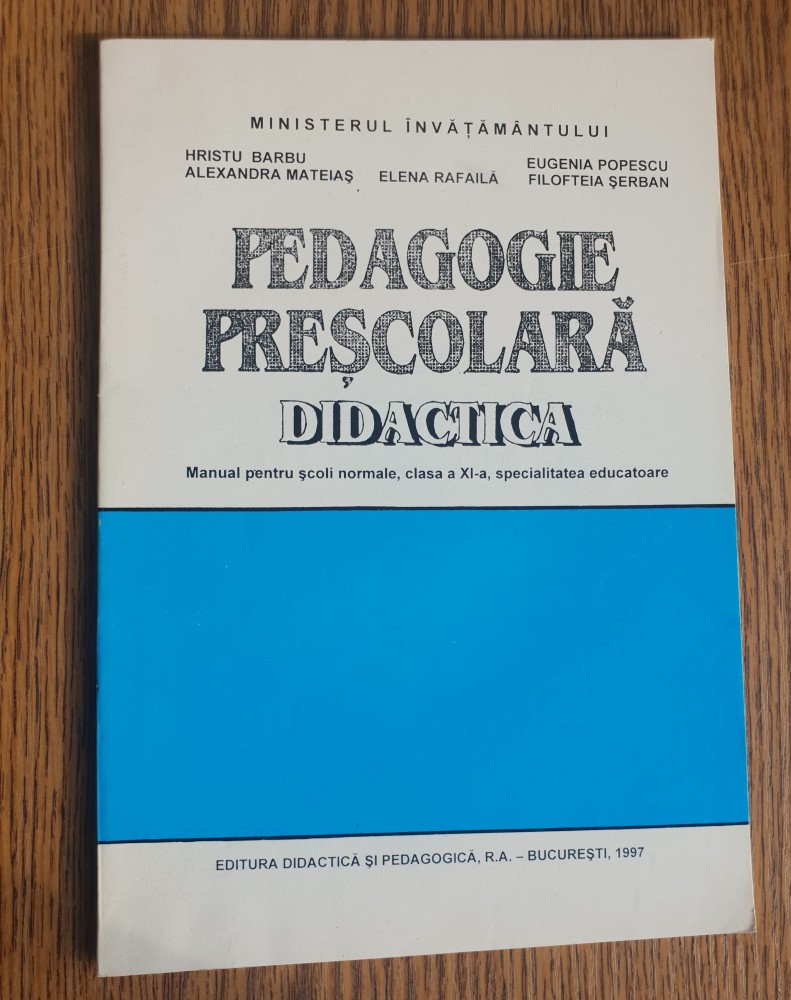 MINISTERUL ÎNVĂȚĂMÂNTULUI
HRISTU BARBU
ALEXANDRA MATEIAȘ
ELENA RAFAILĂ
EUGENIA POPESCU
FILOFTEIA ȘERBAN
PEDAGOGIE
PREȘCOLARĂ
DIDACTICA
Manual pentru școli normale, clasa a XI-a, specialitatea educatoare
EDITURA DIDACTICĂ ȘI PEDAGOGICĂ, R.A. – BUCUREȘTI, 1997